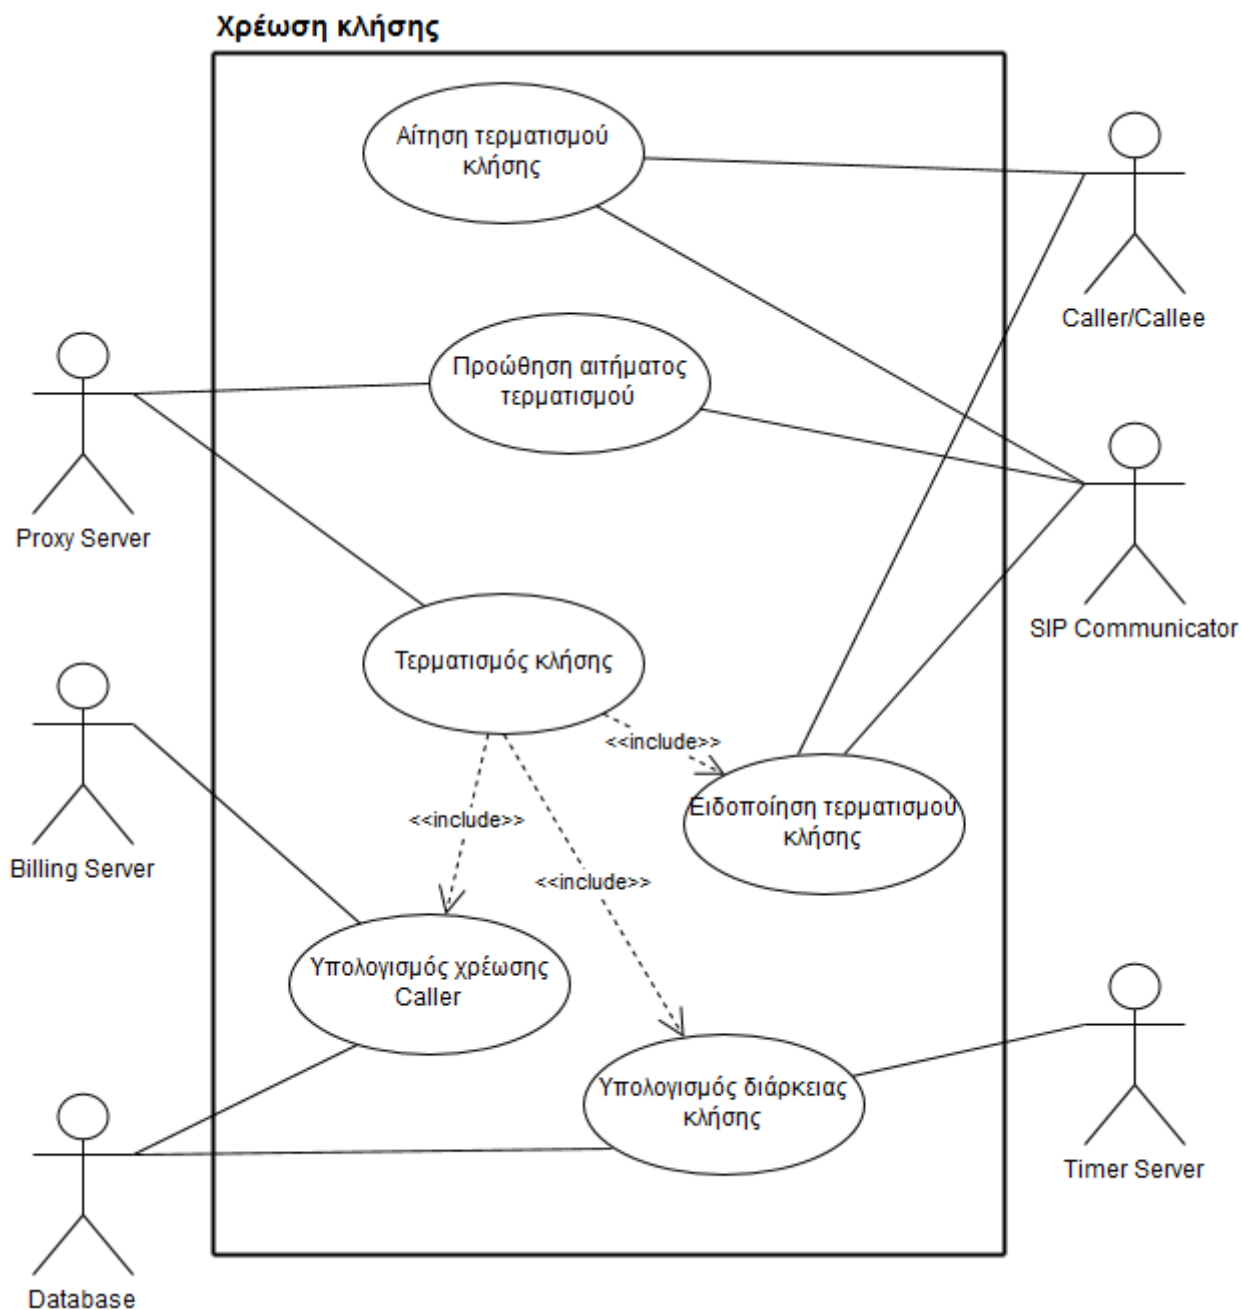 Χρέωση κλήσης
Αίτηση τερματισμού
κλήσης
Caller/Callee
Προώθηση αιτήματος
τερματισμού
Proxy Server
SIP Communicator
Τερματισμός κλήσης
<<include>>
Ειδοποίηση τερματισμού
κλήσης
<<include>>
Billing Server
<<include>>
Υπολογισμός χρέωσης
Caller
Υπολογισμός διάρκειας
κλήσης
Timer Server
Database